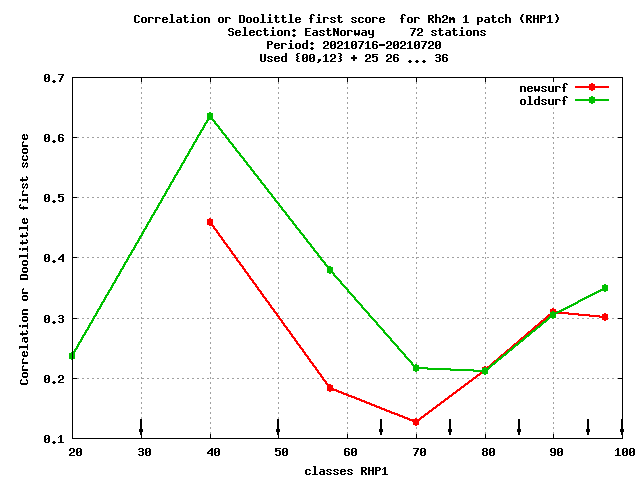 Correlation or Doolittle first score  for Rh2m 1 patch (RHP1)
Selection: EastNorway     72 stations
Period: 20210716-20210720
Used {00,12} + 25 26 ... 36
newsurf
oldsurf
Correlation or Doolittle first score
0.7
0.6
0.5
0.4
0.3
0.2
0.1
20 30 40 50 60 70 80 90 100
classes RHP1